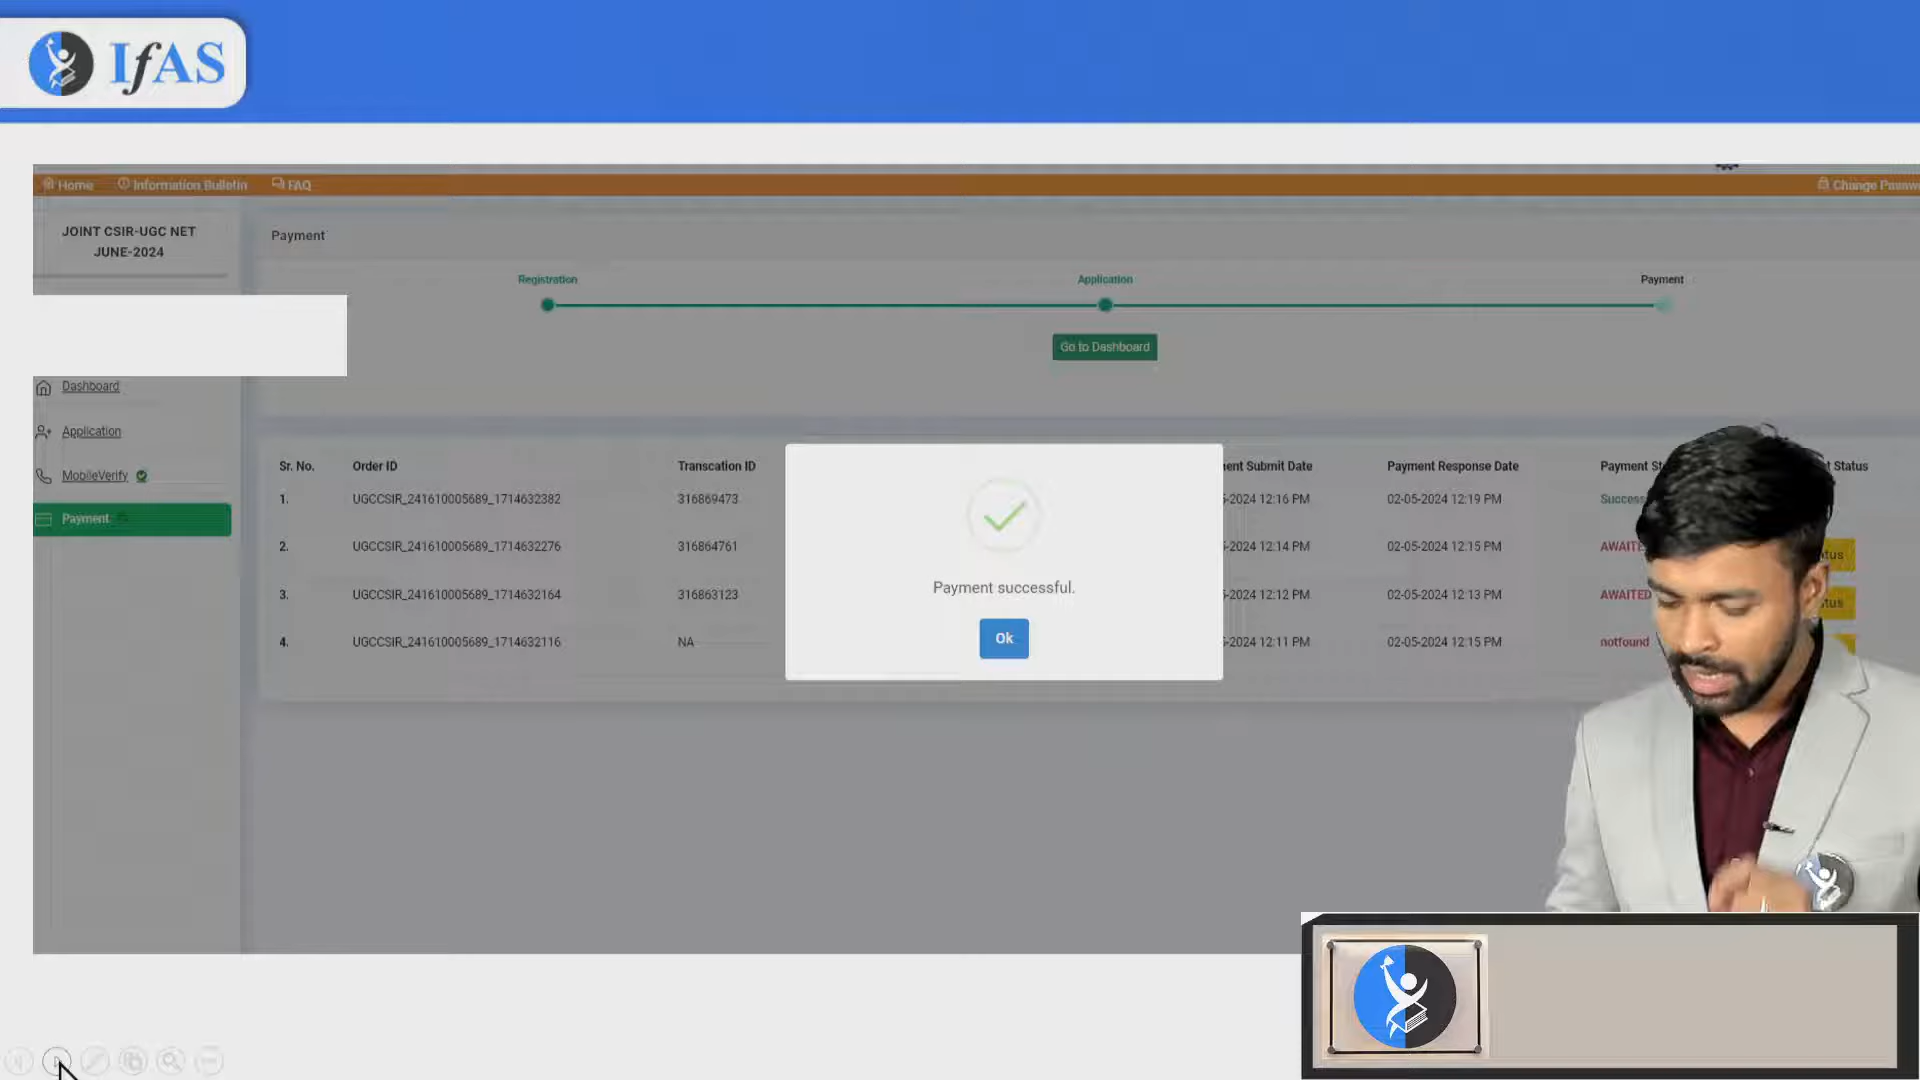 IfAS
Home Information Bulletin FAQ Change
JOINT CSIR-UGC NET
JUNE-2024
Payment
Registration Application Payment
Go to Dashboard
Dashboard
Application
MobileVerify
Payment
Sr. No. Order ID Transcation ID ent Submit Date Payment Response Date Payment St t Status
1. UGCCSIR_241610005689_1714632382 316869473 -2024 12:16 PM 02-05-2024 12:19 PM Success
2. UGCCSIR_241610005689_1714632276 316864761 -2024 12:14 PM 02-05-2024 12:15 PM AWAITE tus
3. UGCCSIR_241610005689_1714632164 316863123 -2024 12:12 PM 02-05-2024 12:13 PM AWAITED tus
4. UGCCSIR_241610005689_1714632116 NA -2024 12:11 PM 02-05-2024 12:15 PM notfound
Payment successful.
Ok